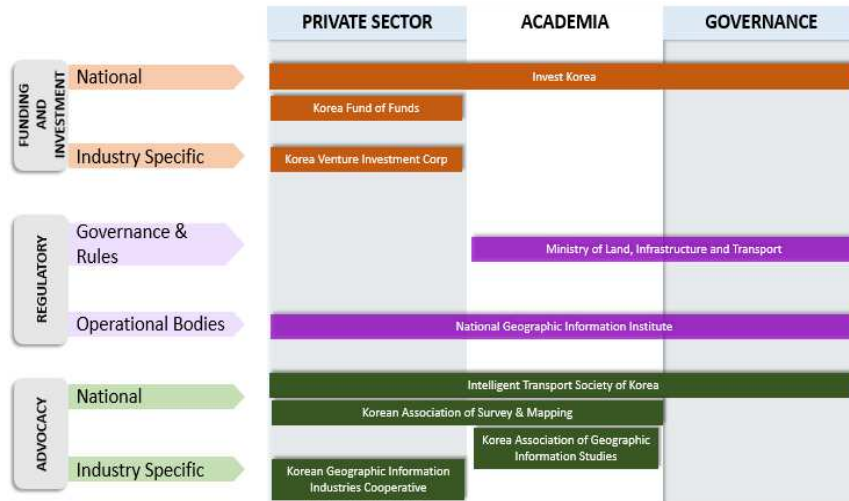 PRIVATE SECTOR
ACADEMIA
GOVERNANCE
FUNDING
AND
INVESTMENT
National
Invest Korea
Korea Fund of Funds
Industry Specific
Korea Venture Investment Corp
REGULATORY
Governance &
Rules
Ministry of Land, Infrastructure and Transport
Operational Bodies
National Geographic Information Institute
ADVOCACY
National
Intelligent Transport Society of Korea
Korean Association of Survey & Mapping
Korea Association of Geographic
Information Studies
Industry Specific
Korean Geographic Information
Industries Cooperative